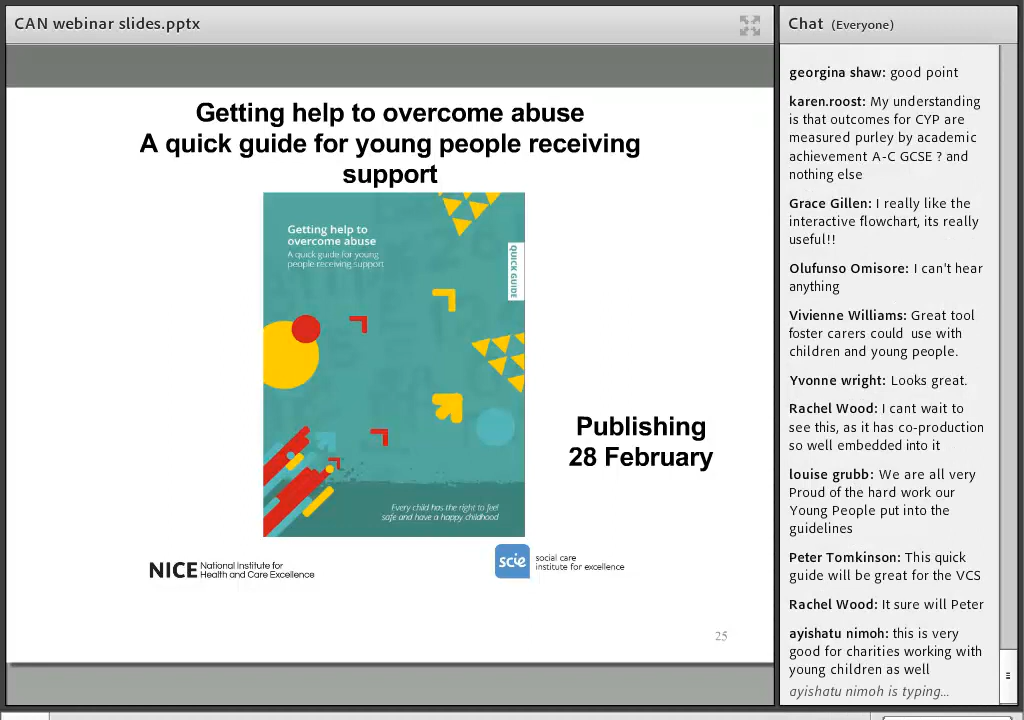 CAN webinar slides.pptx
Getting help to overcome abuse
A quick guide for young people receiving
support
Getting help to
overcome abuse
A quick guide for young
people receiving support
QUICK GUIDE
Every child has the right to feel
safe and have a happy childhood
Publishing
28 February
NICE National Institute for
Health and Care Excellence
scie social care
institute for excellence
25
Chat (Everyone)
georgina shaw: good point
karen.roost: My understanding
is that outcomes for CYP are
measured purley by academic
achievement A-C GCSE ? and
nothing else
Grace Gillen: I really like the
interactive flowchart, its really
useful!!
Olufunso Omisore: I can't hear
anything
Vivienne Williams: Great tool
foster carers could use with
children and young people.
Yvonne wright: Looks great.
Rachel Wood: I cant wait to
see this, as it has co-production
so well embedded into it
louise grubb: We are all very
Proud of the hard work our
Young People put into the
guidelines
Peter Tomkinson: This quick
guide will be great for the VCS
Rachel Wood: It sure will Peter
ayishatu nimoh: this is very
good for charities working with
young children as well
ayishatu nimoh is typing...